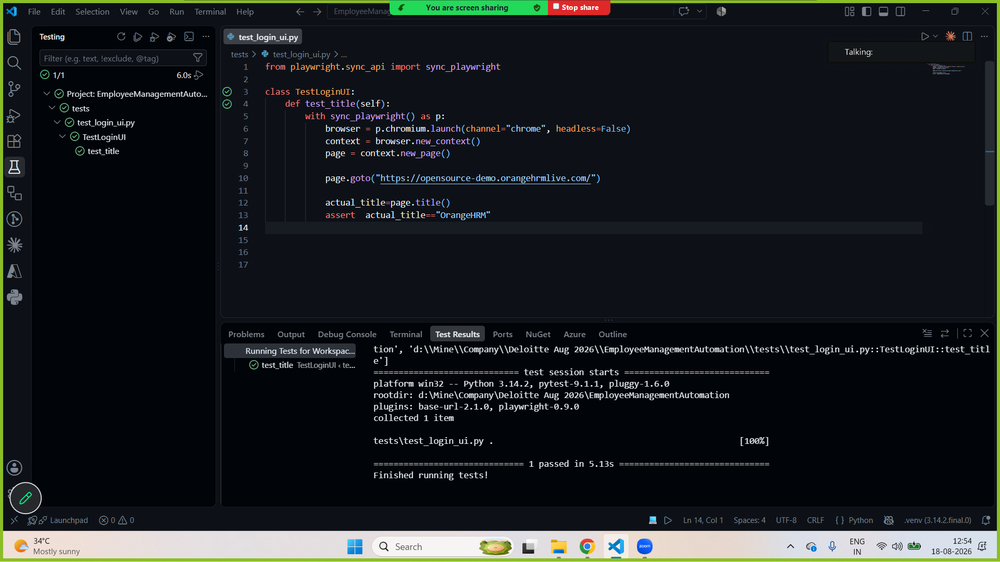 File Edit Selection View Go Run Terminal Help
EmployeeManag
You are screen sharing
Stop share
Testing
Filter (e.g. text, !exclude, @tag)
1/1
6.0s
Project: EmployeeManagementAuto...
tests
test_login_ui.py
TestLoginUI
test_title
test_login_ui.py
tests > test_login_ui.py > ...
Talking:
1 from playwright.sync_api import sync_playwright
2
3 class TestLoginUI:
4 def test_title(self):
5 with sync_playwright() as p:
6 browser = p.chromium.launch(channel="chrome", headless=False)
7 context = browser.new_context()
8 page = context.new_page()
9
10 page.goto("https://opensource-demo.orangehrmlive.com/")
11
12 actual_title=page.title()
13 assert  actual_title=="OrangeHRM"
14
15
16
17
Problems Output Debug Console Terminal Test Results Ports NuGet Azure Outline
Running Tests for Workspac...
test_title TestLoginUI ‹ te...
tion', 'd:\\Mine\\Company\\Deloitte Aug 2026\\EmployeeManagementAutomation\\tests\\test_login_ui.py::TestLoginUI::test_titl
e']
============================= test session starts =============================
platform win32 -- Python 3.14.2, pytest-9.1.1, pluggy-1.6.0
rootdir: d:\Mine\Company\Deloitte Aug 2026\EmployeeManagementAutomation
plugins: base-url-2.1.0, playwright-0.9.0
collected 1 item
tests\test_login_ui.py . [100%]
============================== 1 passed in 5.13s ==============================
Finished running tests!
Launchpad 0 0
Ln 14, Col 1 Spaces: 4 UTF-8 CRLF { } Python .venv (3.14.2.final.0)
34°C
Mostly sunny
Search
zoom
ENG
IN
12:54
18-08-2026